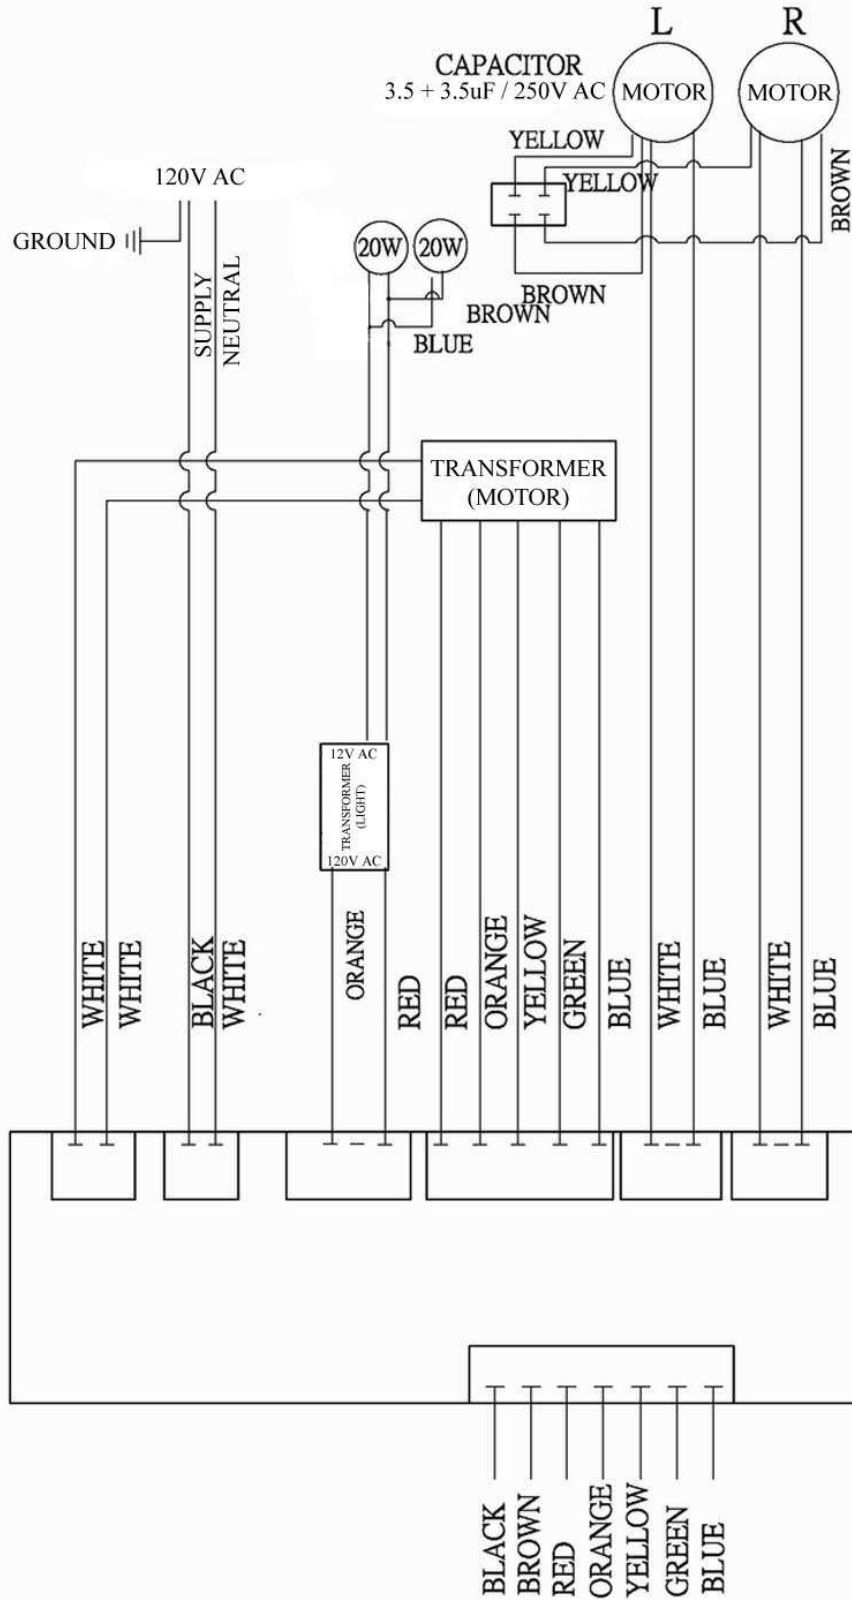 L
R
CAPACITOR
3.5 + 3.5uF / 250V AC
MOTOR
MOTOR
YELLOW
YELLOW
BROWN
120V AC
GROUND
20W
20W
SUPPLY
NEUTRAL
BROWN
BROWN
BLUE
TRANSFORMER
(MOTOR)
12V AC
TRANSFORMER
(LIGHT)
120V AC
WHITE
WHITE
BLACK
WHITE
ORANGE
RED
RED
ORANGE
YELLOW
GREEN
BLUE
WHITE
BLUE
WHITE
BLUE
BLACK
BROWN
RED
ORANGE
YELLOW
GREEN
BLUE